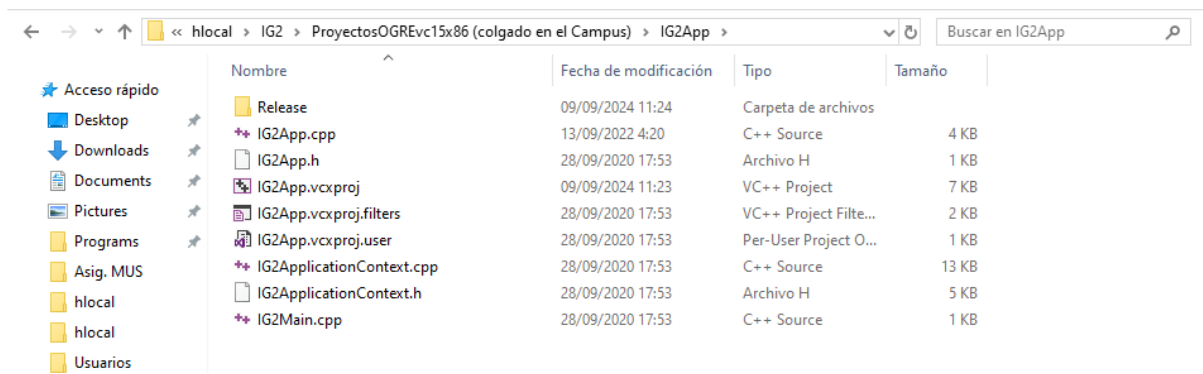 « hlocal › IG2 › ProyectosOGREvc15x86 (colgado en el Campus) › IG2App › Buscar en IG2App
Nombre Fecha de modificación Tipo Tamaño
Acceso rápido
Desktop
Downloads
Documents
Pictures
Programs
Asig. MUS
hlocal
hlocal
Usuarios
Release 09/09/2024 11:24 Carpeta de archivos
IG2App.cpp 13/09/2022 4:20 C++ Source 4 KB
IG2App.h 28/09/2020 17:53 Archivo H 1 KB
IG2App.vcxproj 09/09/2024 11:23 VC++ Project 7 KB
IG2App.vcxproj.filters 28/09/2020 17:53 VC++ Project Filte... 2 KB
IG2App.vcxproj.user 28/09/2020 17:53 Per-User Project O... 1 KB
IG2ApplicationContext.cpp 28/09/2020 17:53 C++ Source 13 KB
IG2ApplicationContext.h 28/09/2020 17:53 Archivo H 5 KB
IG2Main.cpp 28/09/2020 17:53 C++ Source 1 KB